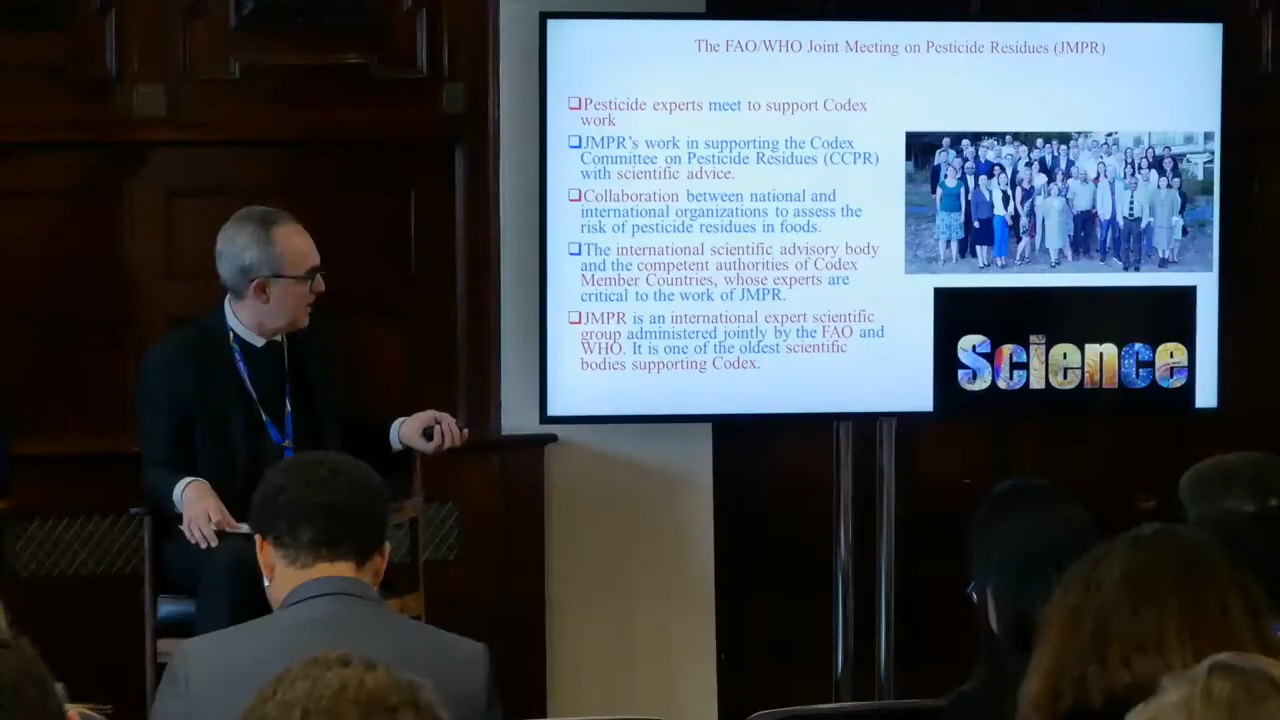 The FAO/WHO Joint Meeting on Pesticide Residues (JMPR)
❑Pesticide experts meet to support Codex
work
❑JMPR's work in supporting the Codex
Committee on Pesticide Residues (CCPR)
with scientific advice.
❑Collaboration between national and
international organizations to assess the
risk of pesticide residues in foods.
❑The international scientific advisory body
and the competent authorities of Codex
Member Countries, whose experts are
critical to the work of JMPR.
❑JMPR is an international expert scientific
group administered jointly by the FAO and
WHO. It is one of the oldest scientific
bodies supporting Codex.
Science